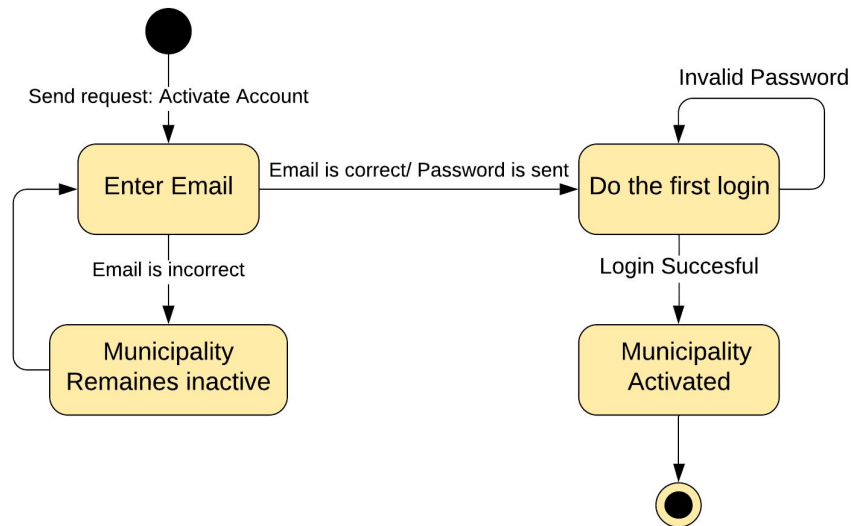 Send request: Activate Account
Invalid Password
Enter Email
Email is correct/ Password is sent
Do the first login
Email is incorrect
Login Succesful
Municipality
Remaines inactive
Municipality
Activated